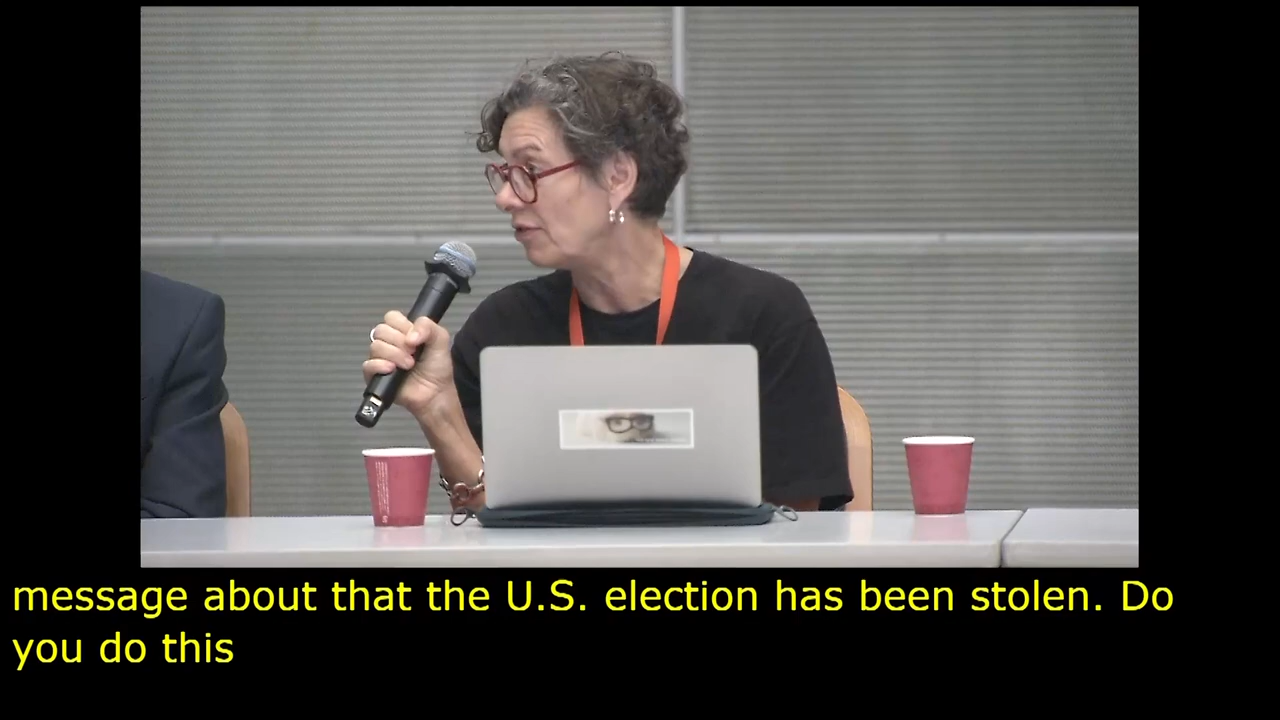 message about that the U.S. election has been stolen. Do
you do this